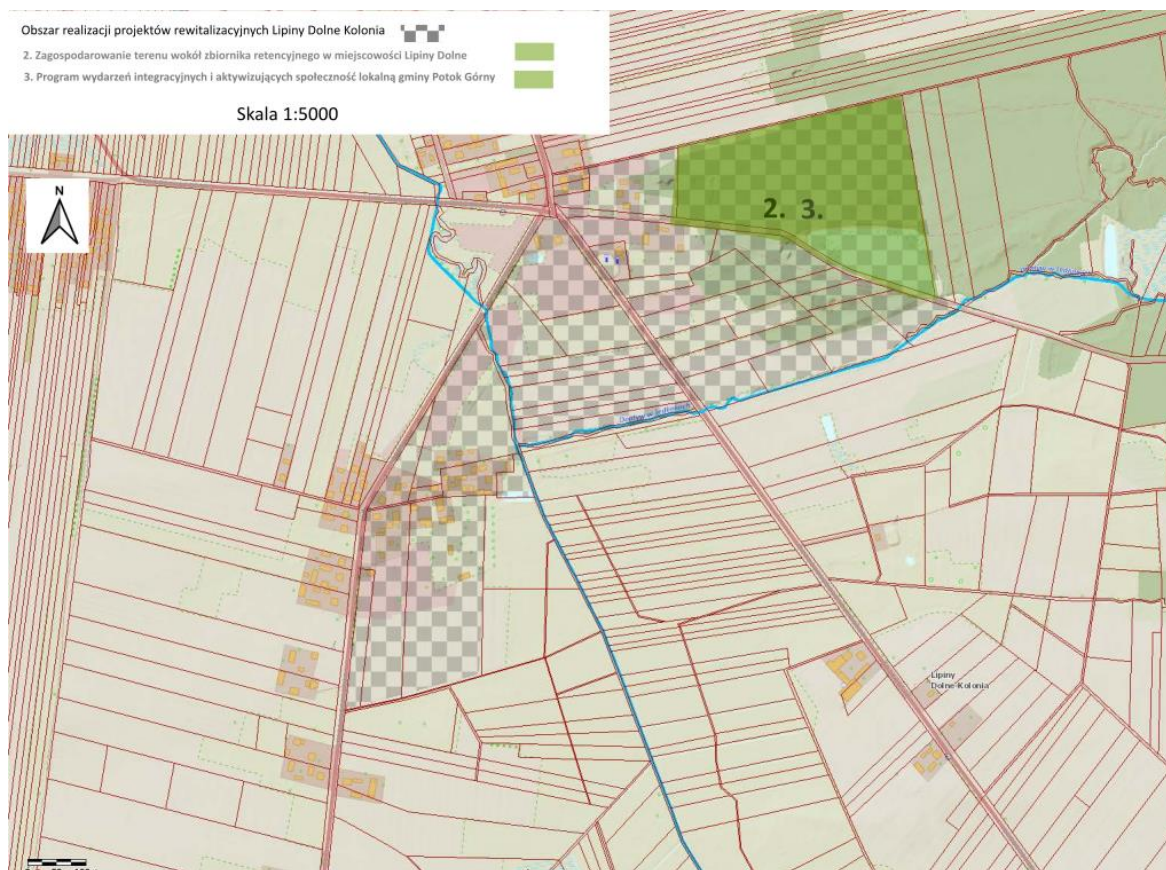 Obszar realizacji projektów rewitalizacyjnych Lipiny Dolne Kolonia
2. Zagospodarowanie terenu wokół zbiornika retencyjnego w miejscowości Lipiny Dolne
3. Program wydarzeń integracyjnych i aktywizujących społeczność lokalną gminy Potok Górny
Skala 1:5000
N
2. 3.
Lipiny
Dolne-Kolonia